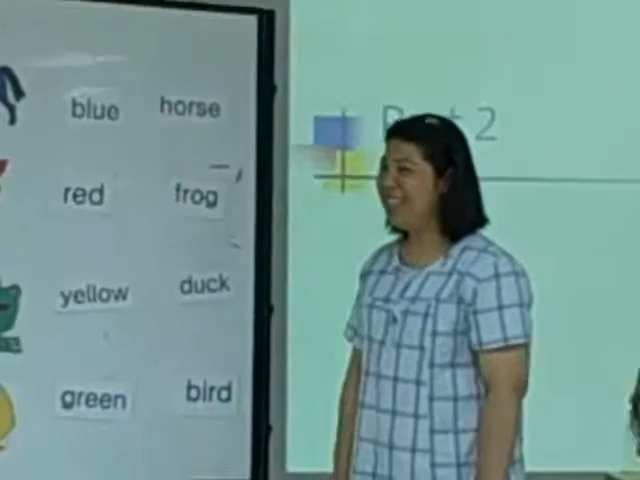 blue horse
red frog
yellow duck
green bird
2